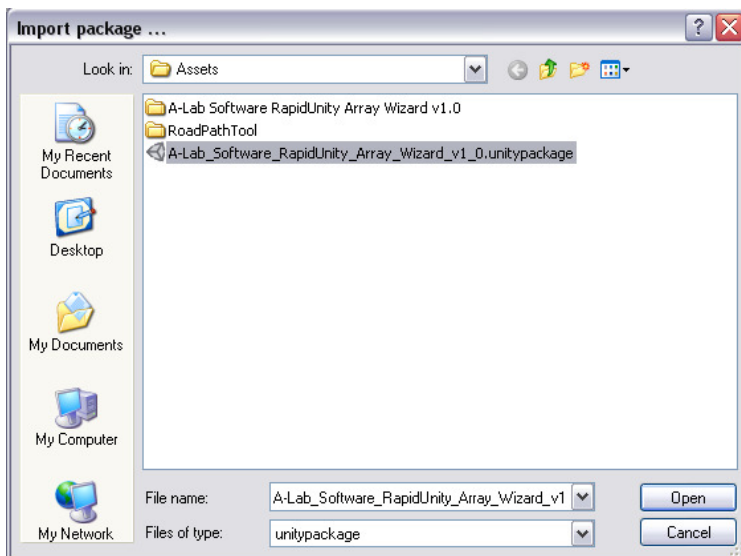 Import package ...
Look in:
Assets
A-Lab Software RapidUnity Array Wizard v1.0
RoadPathTool
A-Lab_Software_RapidUnity_Array_Wizard_v1_0.unitypackage
My Recent
Documents
Desktop
My Documents
My Computer
My Network
File name:
A-Lab_Software_RapidUnity_Array_Wizard_v1
Open
Files of type:
unitypackage
Cancel